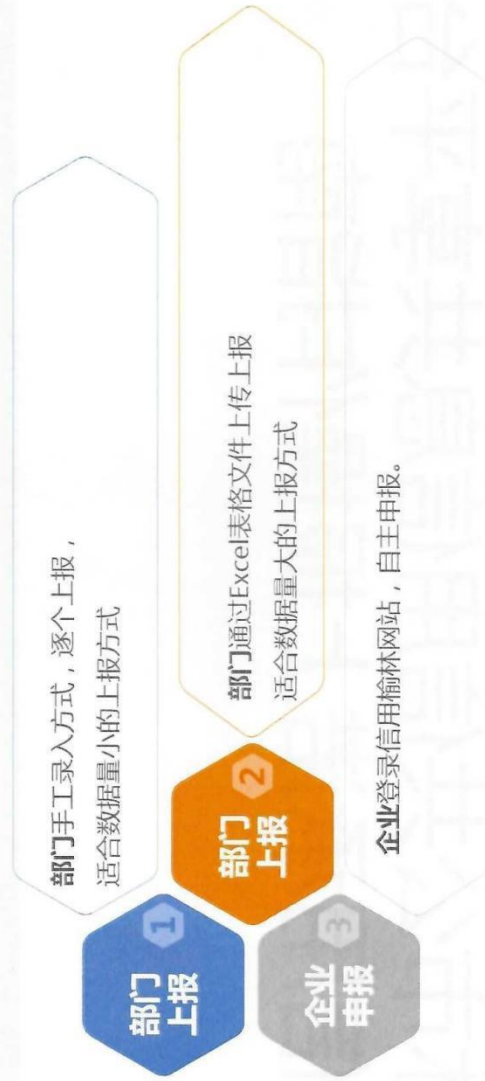 部门
上报
1
部门手工录入方式，逐个上报，
适合数据量小的上报方式
部门
上报
2
部门通过Excel表格文件上传上报
适合数据量大的上报方式
企业
申报
3
企业登录信用榆林网站，自主申报。